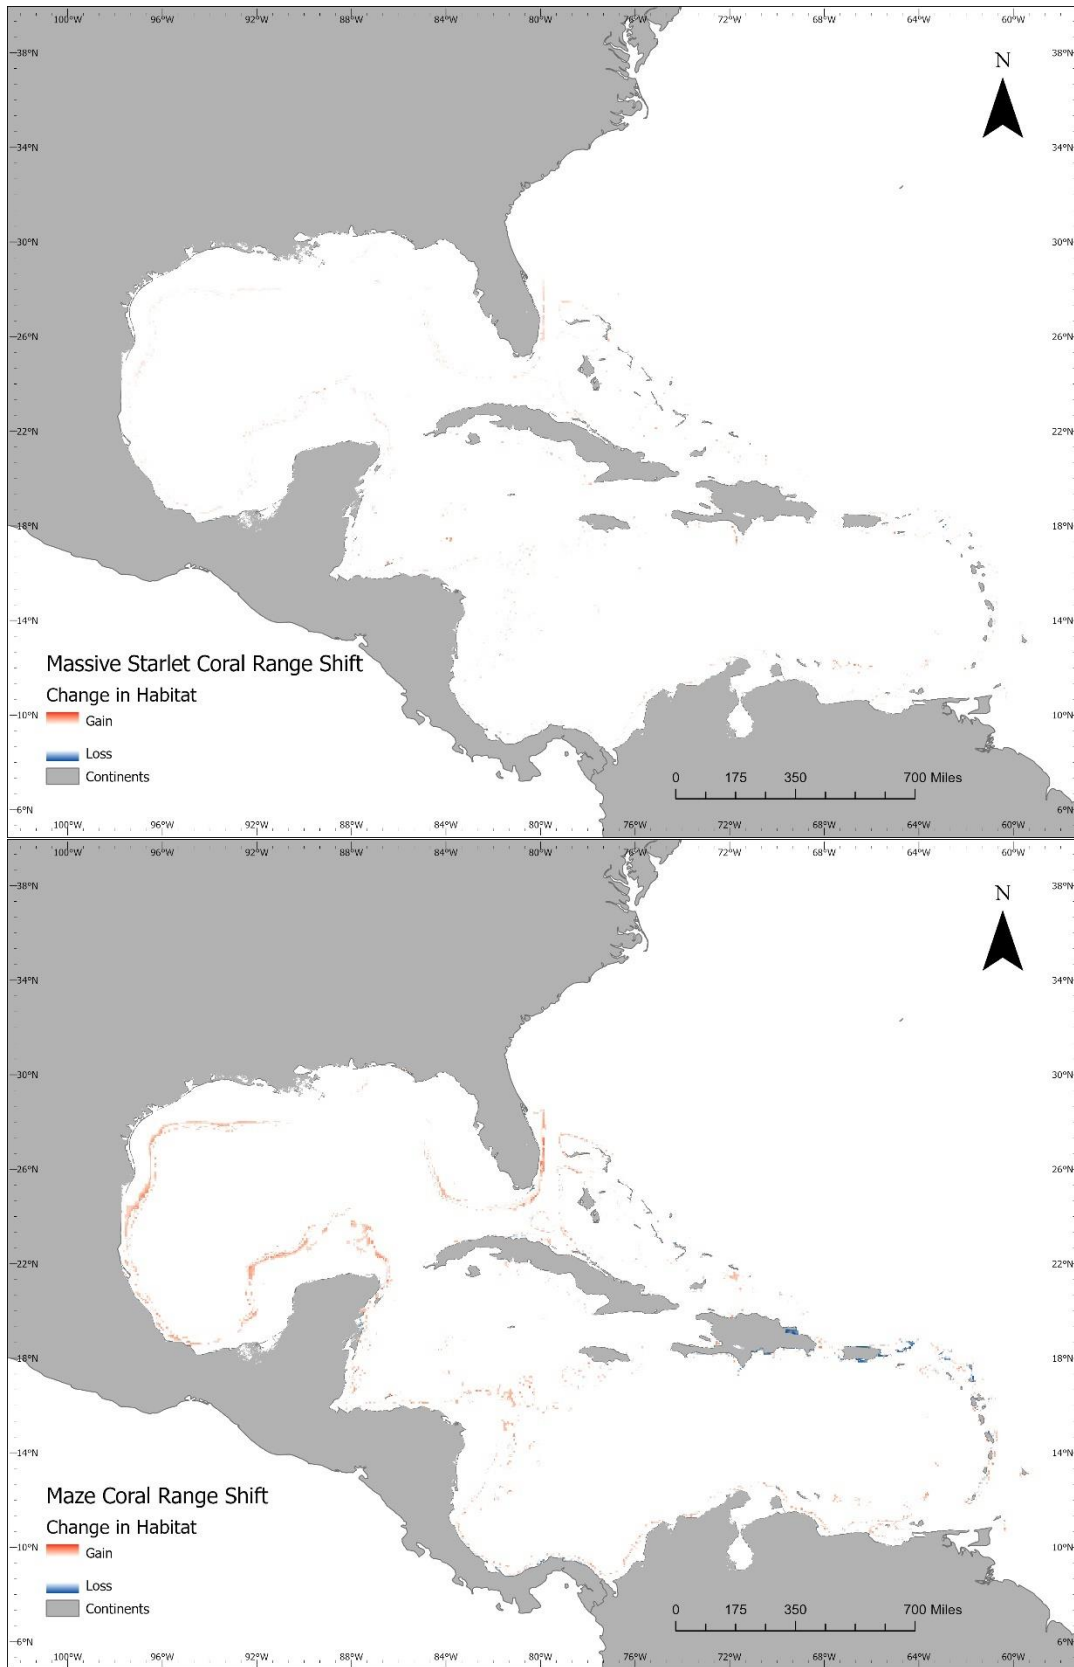 100°W 96°W 92°W 88°W 84°W 80°W 76°W 72°W 68°W 64°W 60°W
38°N 38°N
N
34°N 34°N
30°N 30°N
26°N 26°N
22°N 22°N
18°N 18°N
14°N 14°N
Massive Starlet Coral Range Shift
Change in Habitat
10°N 10°N
Gain
Loss
Continents
0 175 350 700 Miles
6°N 6°N
100°W 96°W 92°W 88°W 84°W 80°W 76°W 72°W 68°W 64°W 60°W
100°W 96°W 92°W 88°W 84°W 80°W 76°W 72°W 68°W 64°W 60°W
38°N 38°N
N
34°N 34°N
30°N 30°N
26°N 26°N
22°N 22°N
18°N 18°N
14°N 14°N
Maze Coral Range Shift
Change in Habitat
10°N 10°N
Gain
Loss
Continents
0 175 350 700 Miles
6°N 6°N
100°W 96°W 92°W 88°W 84°W 80°W 76°W 72°W 68°W 64°W 60°W